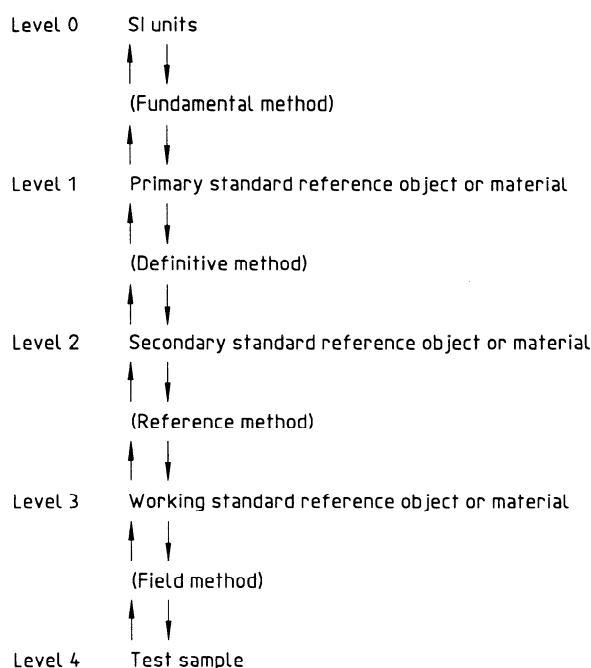 Level 0 SI units
(Fundamental method)
Level 1 Primary standard reference object or material
(Definitive method)
Level 2 Secondary standard reference object or material
(Reference method)
Level 3 Working standard reference object or material
(Field method)
Level 4 Test sample